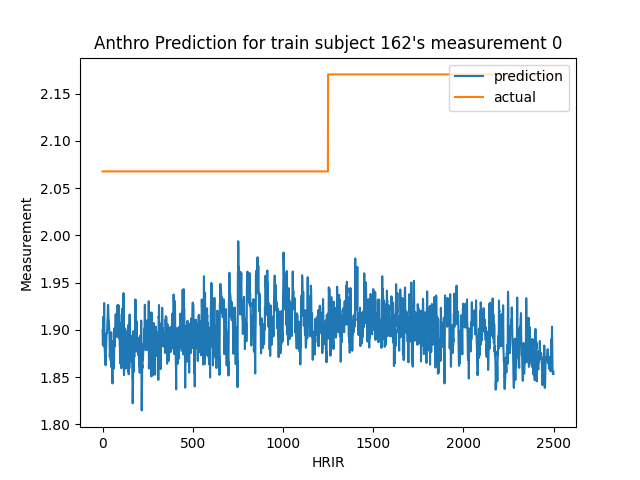 Anthro Prediction for train subject 162's measurement 0
prediction
actual
2.15
2.10
2.05
2.00
1.95
1.90
1.85
1.80
Measurement
0
500
1000
1500
2000
2500
HRIR